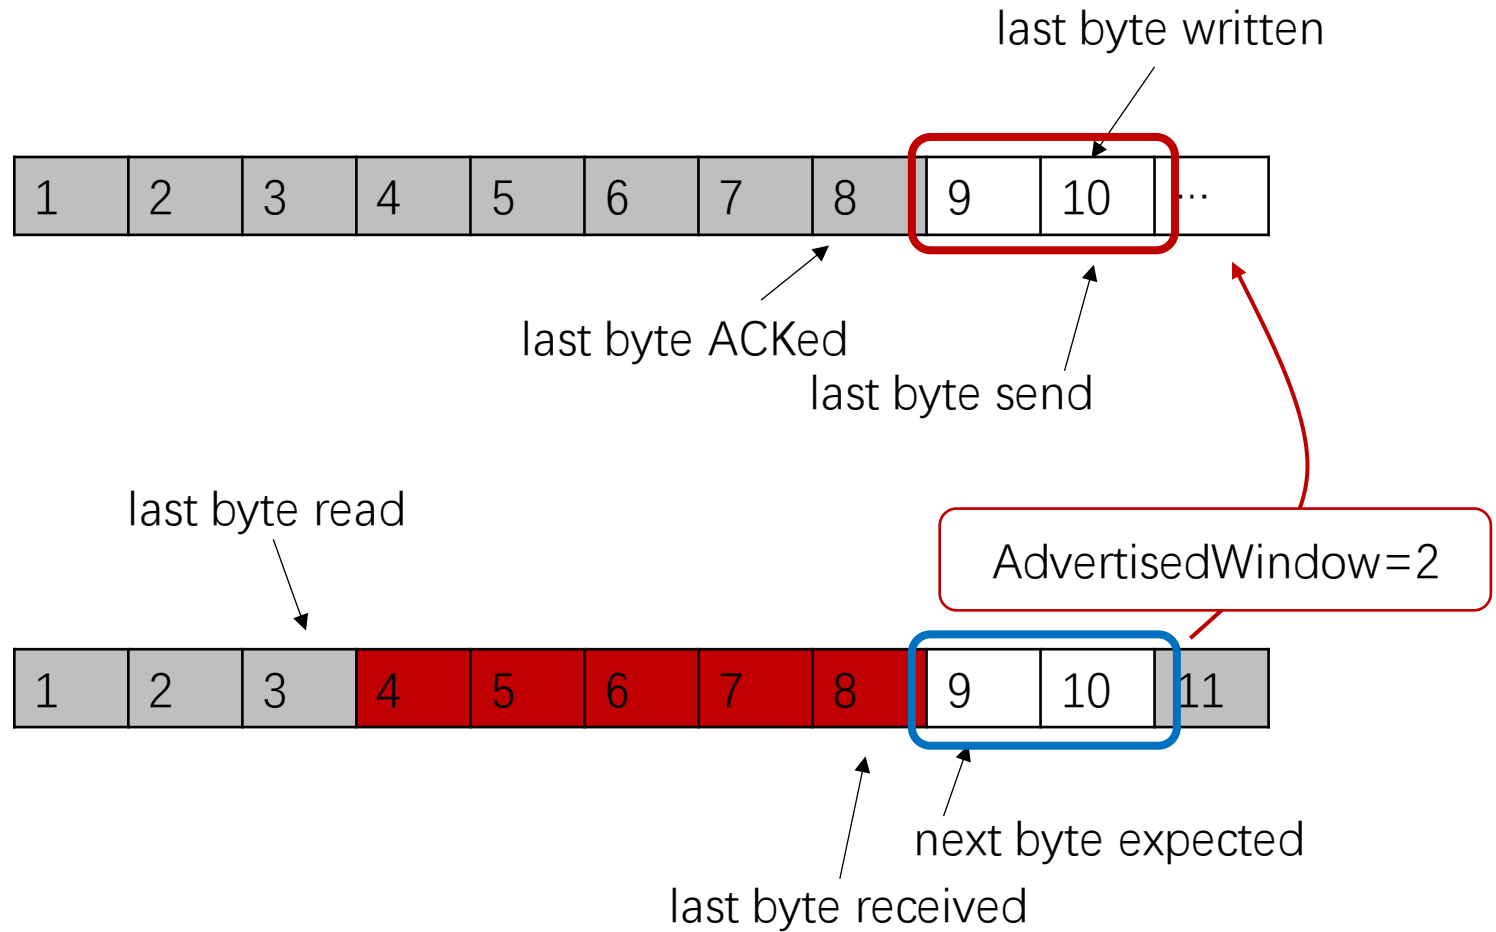 last byte written
1 2 3 4 5 6 7 8 9 10 ...
last byte ACKed
last byte send
last byte read
AdvertisedWindow=2
1 2 3 4 5 6 7 8 9 10 11
next byte expected
last byte received